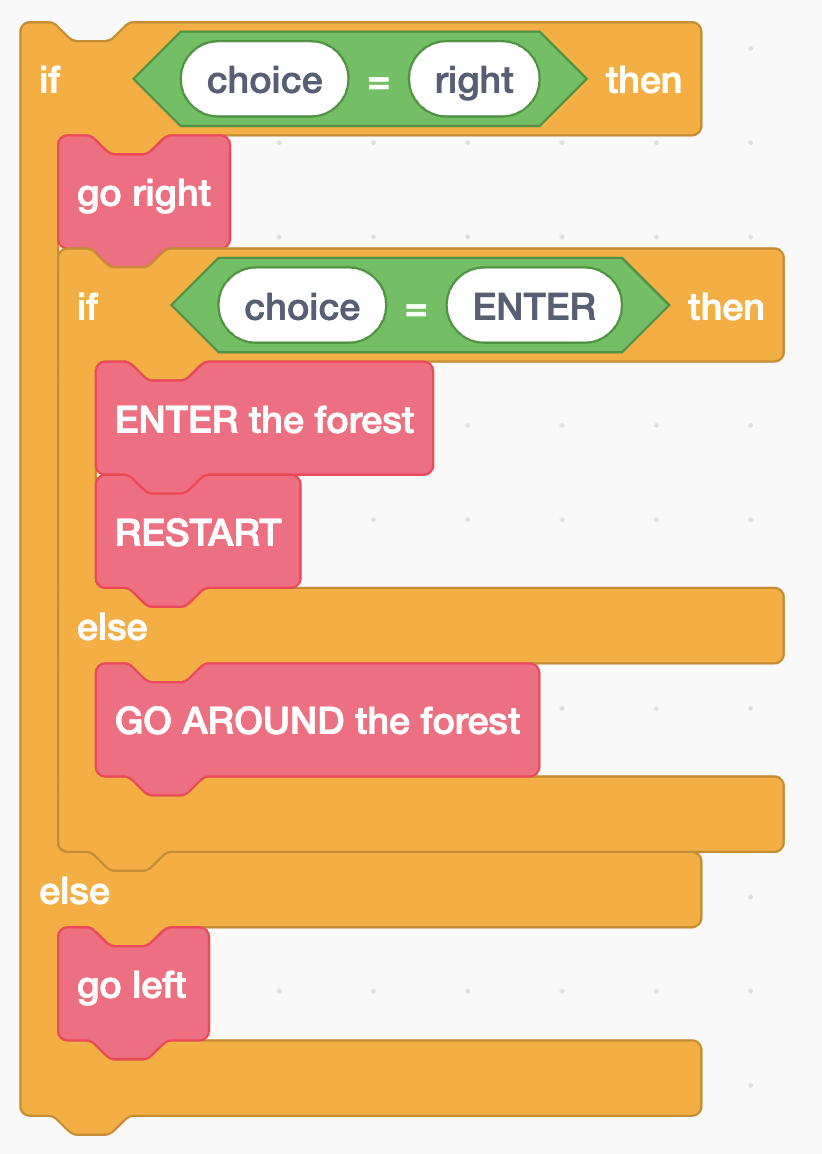 if choice = right then
go right
if choice = ENTER then
ENTER the forest
RESTART
else
GO AROUND the forest
else
go left